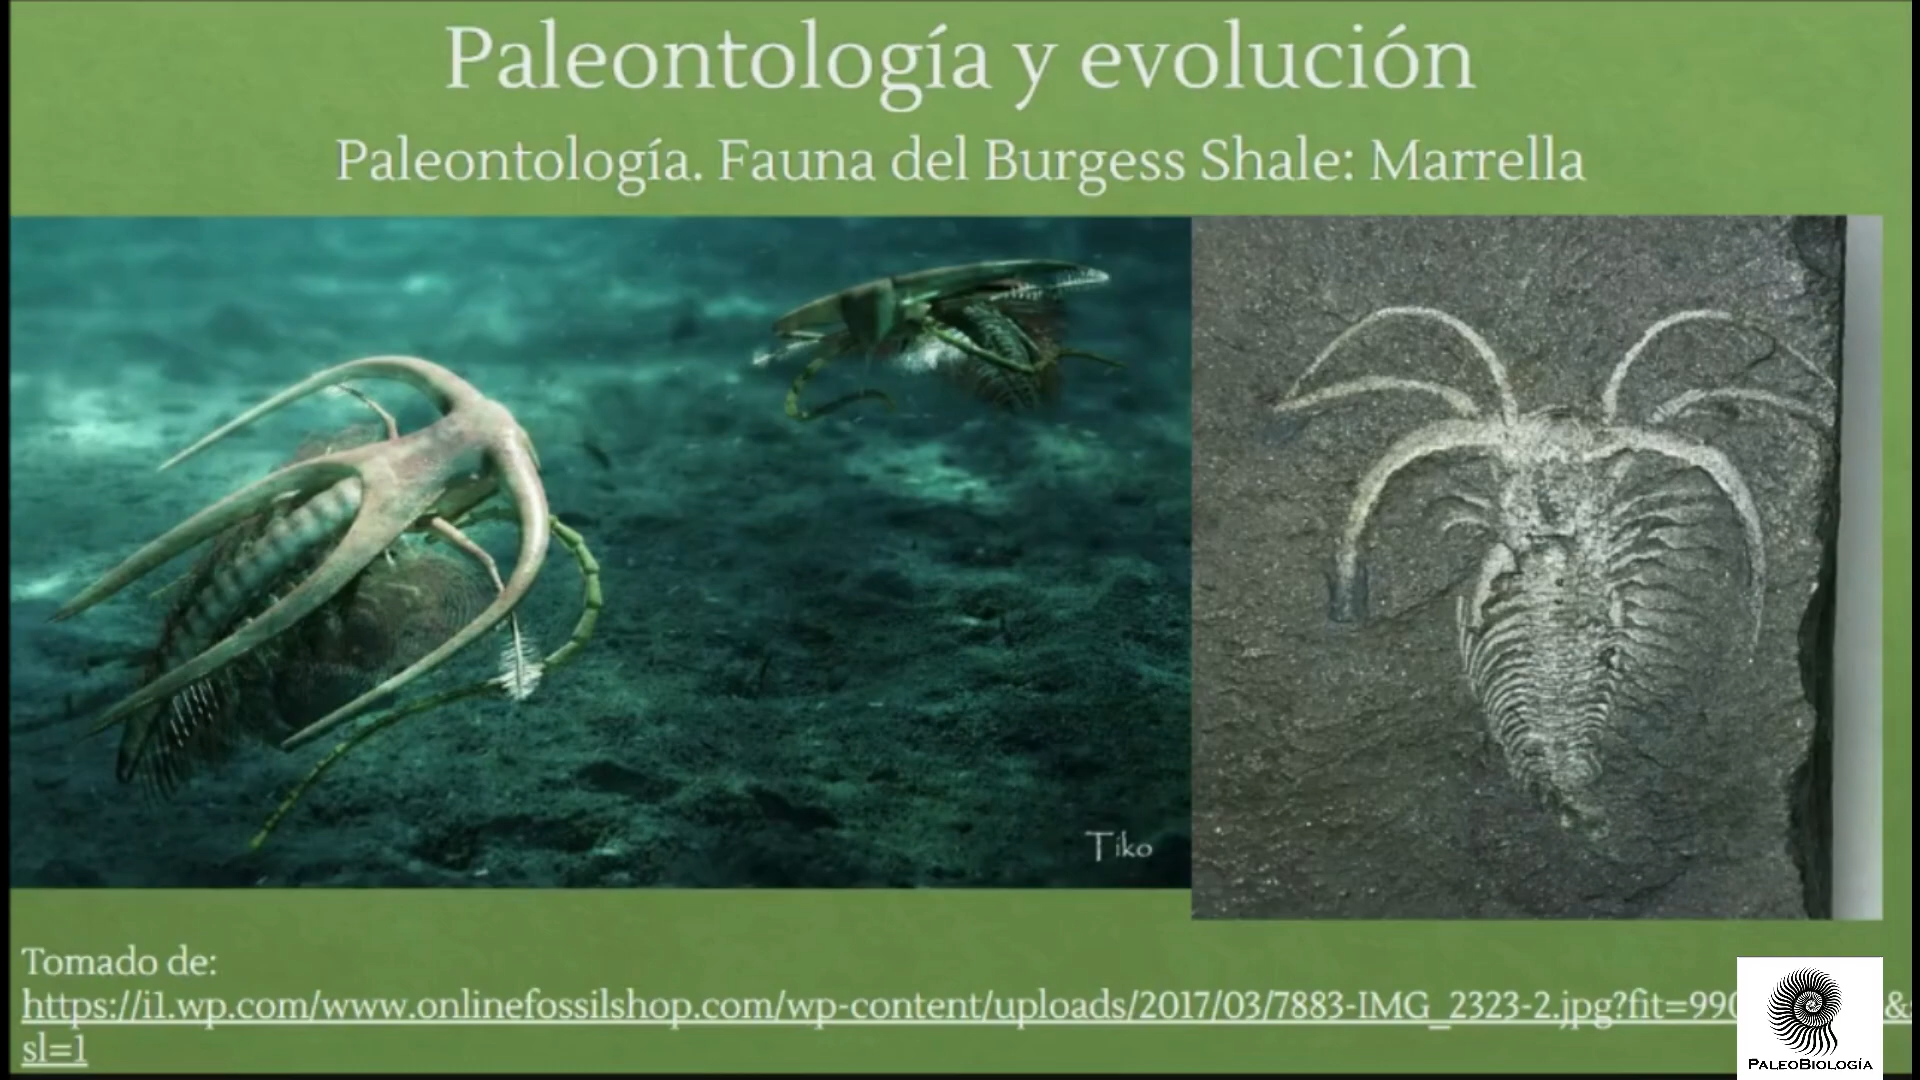 Paleontología y evolución
Paleontología. Fauna del Burgess Shale: Marrella
Tiko
Tomado de:
https://i1.wp.com/www.onlinefossilshop.com/wp-content/uploads/2017/03/7883-IMG_2323-2.jpg?fit=990
sl=1
PALEOBIOLOGÍA